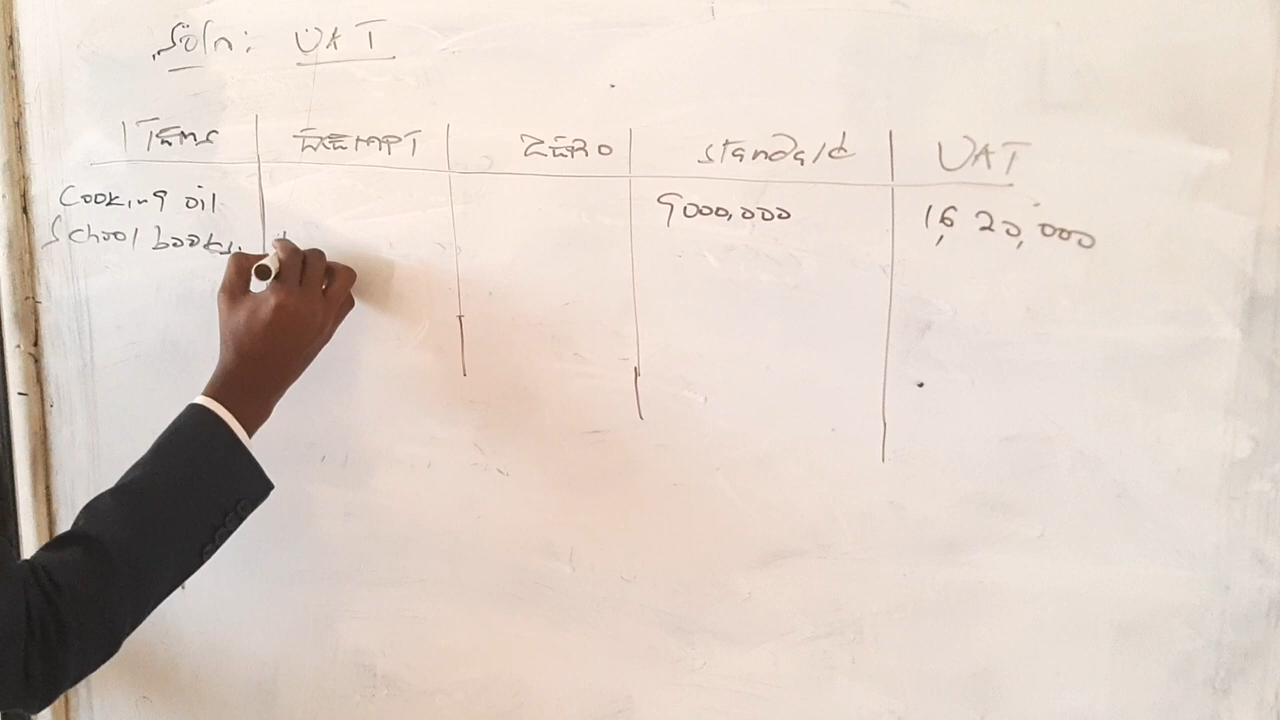 Soln: VAT
ITEMS EXEMPT ZERO standard VAT
Cooking oil 9000,000 1,620,000
School books